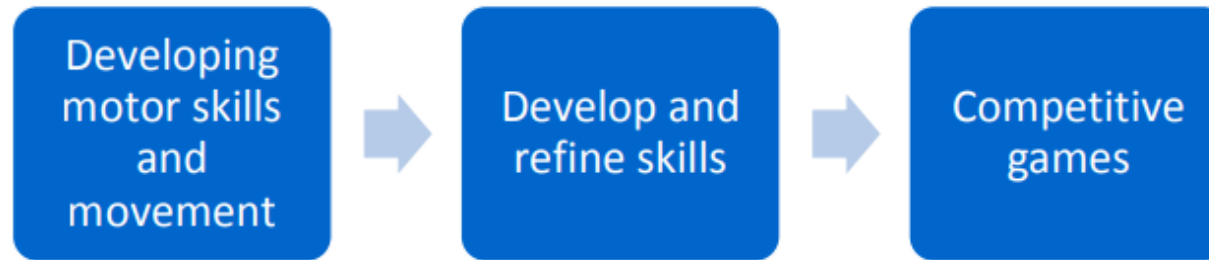 Developing
motor skills
and
movement
Develop and
refine skills
Competitive
games